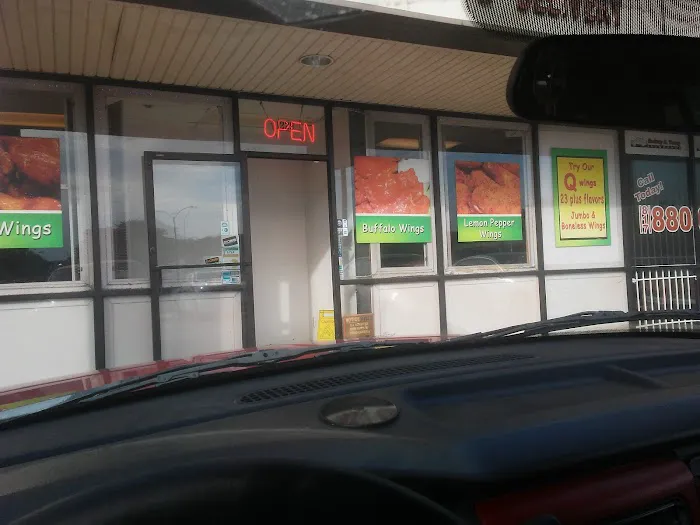 DELIVERY
OPEN
Wings
Buffalo Wings
Lemon Pepper
Wings
Try Our
Q wings
23 plus flavors
Jumbo &
Boneless Wings
Call
Today!
880